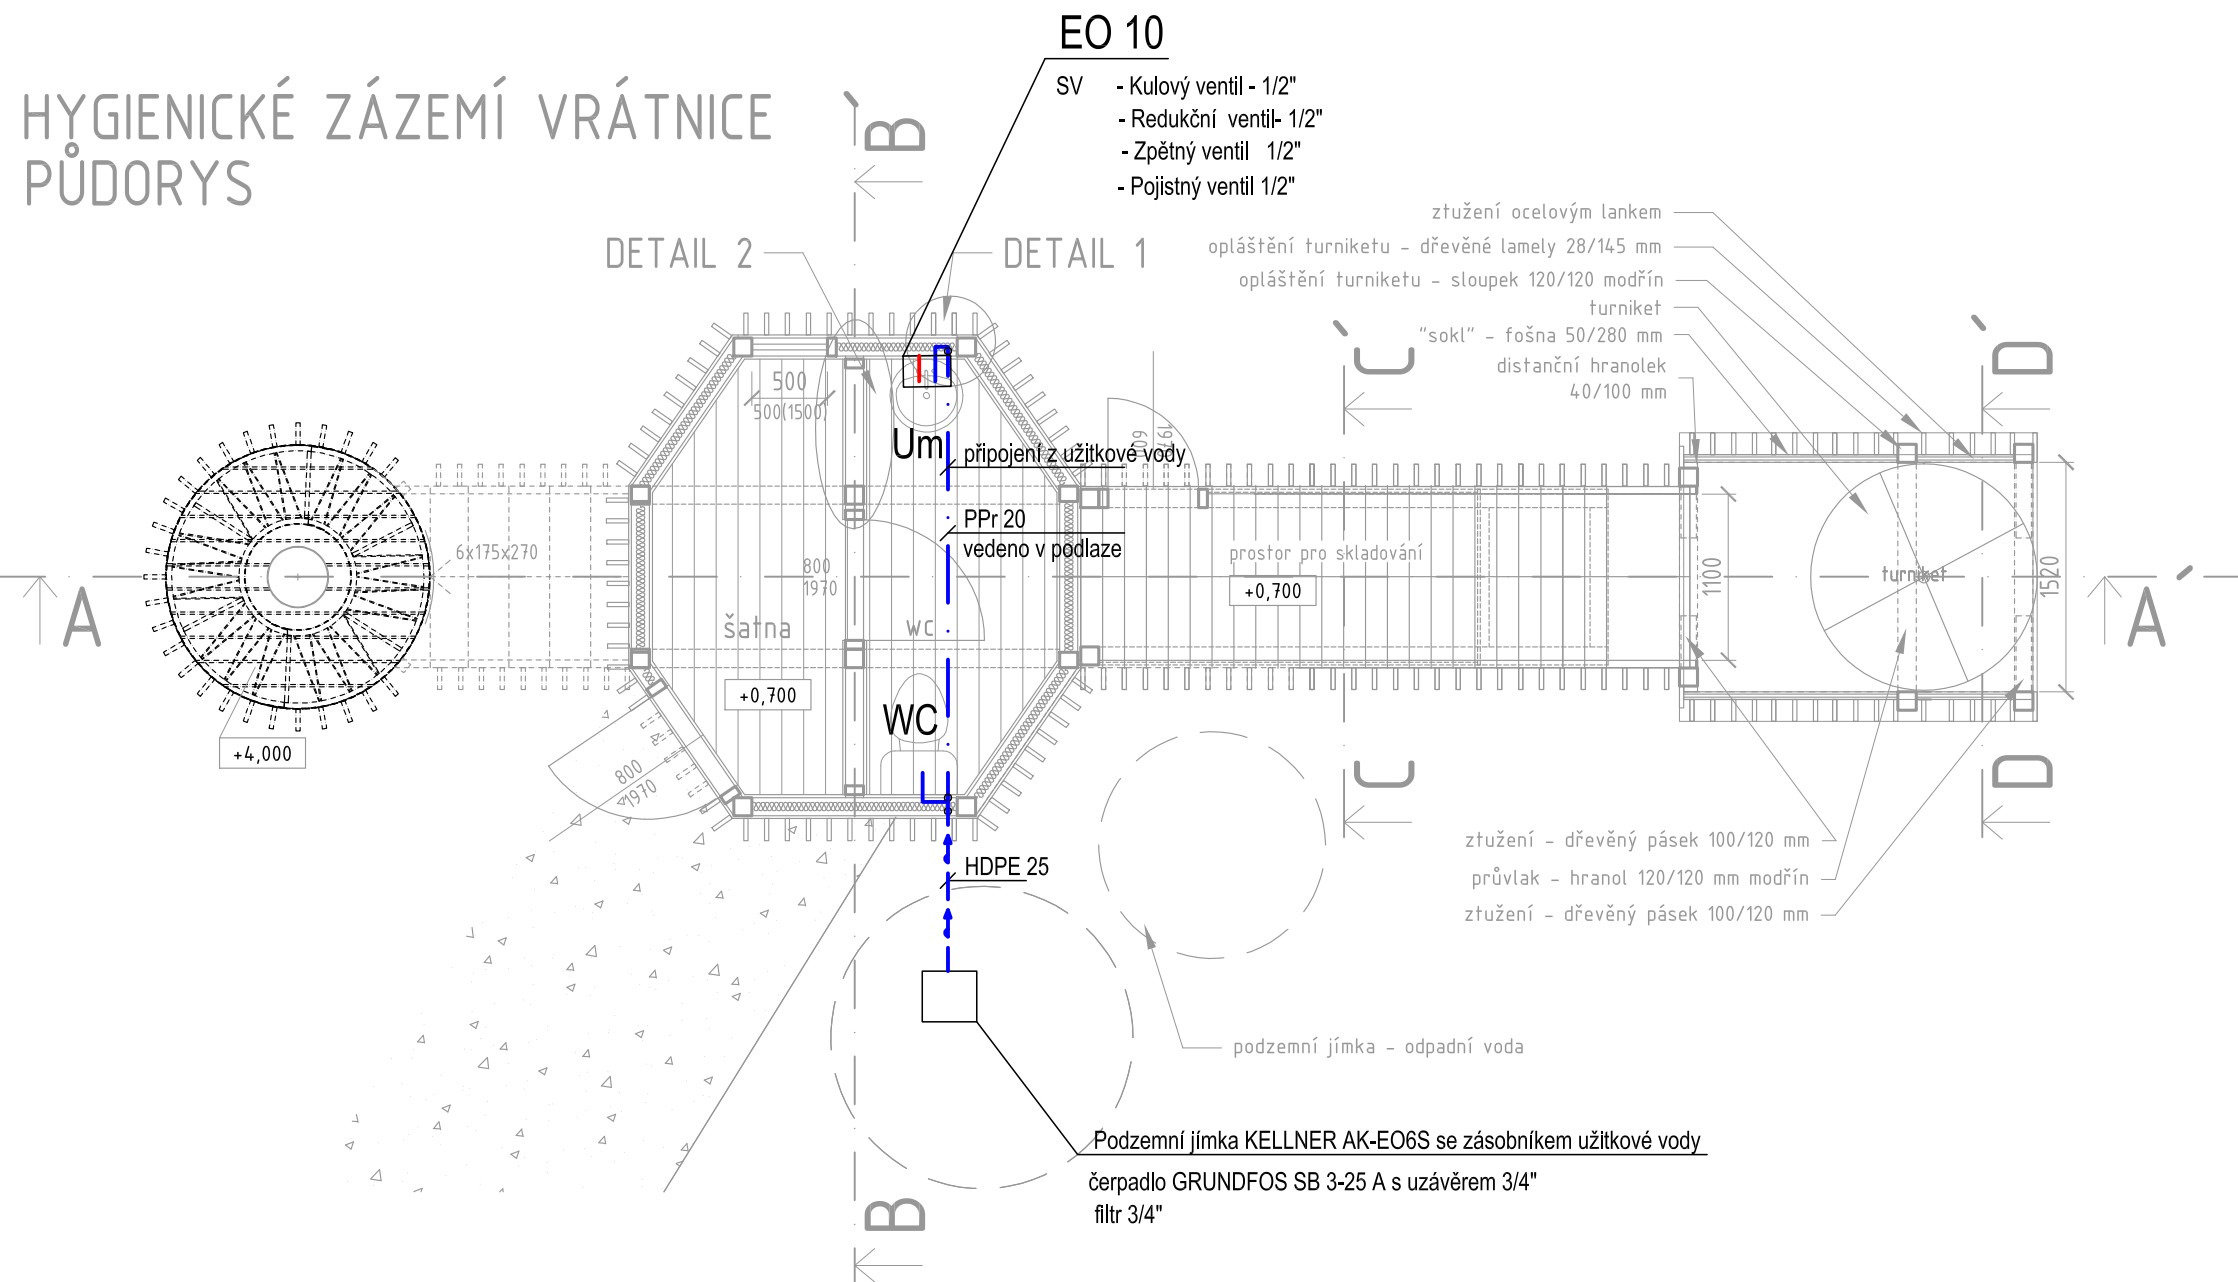 EO 10
SV - Kulový ventil - 1/2"
- Redukční ventil- 1/2"
- Zpětný ventil 1/2"
- Pojistný ventil 1/2"
HYGIENICKÉ ZÁZEMÍ VRÁTNICE
PŮDORYS
B'
DETAIL 2
DETAIL 1
ztužení ocelovým lankem
opláštění turniketu - dřevěné lamely 28/145 mm
opláštění turniketu - sloupek 120/120 modřín
turniket
"sokl" - fošna 50/280 mm
distanční hranolek
40/100 mm
C'
D'
500
500(1500)
Um
připojení z užitkové vody
600
1970
PPr 20
vedeno v podlaze
6x175x270
800
1970
prostor pro skladování
+0,700
1100
turniket
1520
A
A'
šatna
WC
+0,700
WC
+4,000
800
1970
C
D
HDPE 25
ztužení - dřevěný pásek 100/120 mm
průvlak - hranol 120/120 mm modřín
ztužení - dřevěný pásek 100/120 mm
podzemní jímka - odpadní voda
Podzemní jímka KELLNER AK-EO6S se zásobníkem užitkové vody
čerpadlo GRUNDFOS SB 3-25 A s uzávěrem 3/4"
filtr 3/4"
B